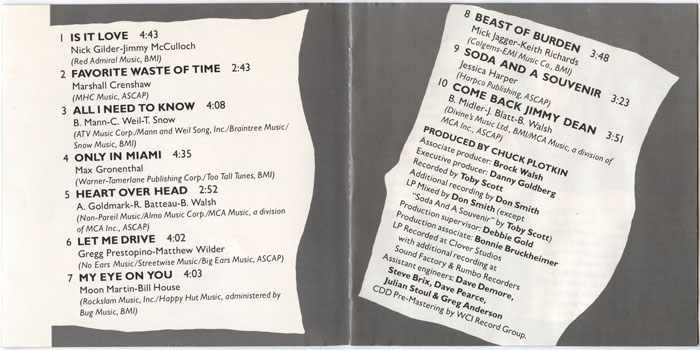 1 IS IT LOVE 4:43
Nick Gilder-Jimmy McCulloch
(Red Admiral Music, BMI)
2 FAVORITE WASTE OF TIME 2:43
Marshall Crenshaw
(MHC Music, ASCAP)
3 ALL I NEED TO KNOW 4:08
B. Mann-C. Weil-T. Snow
(ATV Music Corp./Mann and Weil Song, Inc./Braintree Music/
Snow Music, BMI)
4 ONLY IN MIAMI 4:35
Max Gronenthal
(Warner-Tamerlane Publishing Corp./Too Tall Tunes, BMI)
5 HEART OVER HEAD 2:52
A. Goldmark-R. Batteau-B. Walsh
(Non-Pareil Music/Almo Music Corp./MCA Music, a division
of MCA Inc., ASCAP)
6 LET ME DRIVE 4:02
Gregg Prestopino-Matthew Wilder
(No Ears Music/Streetwise Music/Big Ears Music, ASCAP)
7 MY EYE ON YOU 4:03
Moon Martin-Bill House
(Rockslam Music, Inc./Happy Hut Music, administered by
Bug Music, BMI)
8 BEAST OF BURDEN 3:48
Mick Jagger-Keith Richards
(Colgems-EMI Music Co., BMI)
9 SODA AND A SOUVENIR 3:23
Jessica Harper
(Harpco Publishing, ASCAP)
10 COME BACK JIMMY DEAN 3:51
B. Midler-J. Blatt-B. Walsh
(Divine's Music Ltd., BMI/MCA Music, a division of
MCA Inc., ASCAP)
PRODUCED BY CHUCK PLOTKIN
Associate producer: Brock Walsh
Executive producer: Danny Goldberg
Recorded by Toby Scott
Additional recording by Don Smith
LP Mixed by Don Smith (except
"Soda And A Souvenir" by Toby Scott)
Production supervisor: Debbie Gold
Production associate: Bonnie Bruckheimer
LP Recorded at Clover Studios
with additional recording at
Sound Factory & Rumbo Recorders
Assistant engineers: Dave Demore,
Steve Brix, Dave Pearce,
Julian Stoul & Greg Anderson
CDD Pre-Mastering by WCI Record Group.